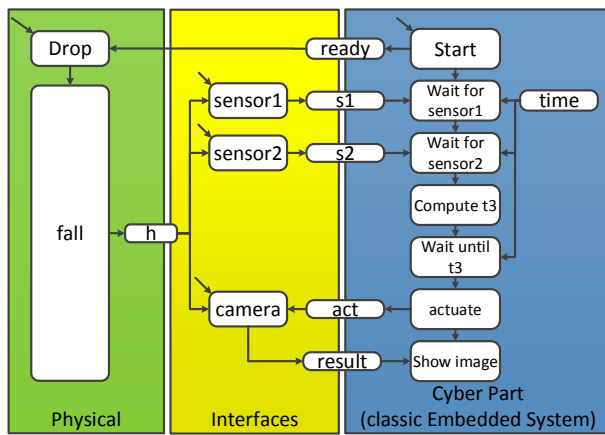 Drop
ready
Start
sensor1
s1
Wait for
sensor1
time
sensor2
s2
Wait for
sensor2
Compute t3
fall
h
Wait until
t3
camera
act
actuate
result
Show image
Physical
Interfaces
Cyber Part
(classic Embedded System)